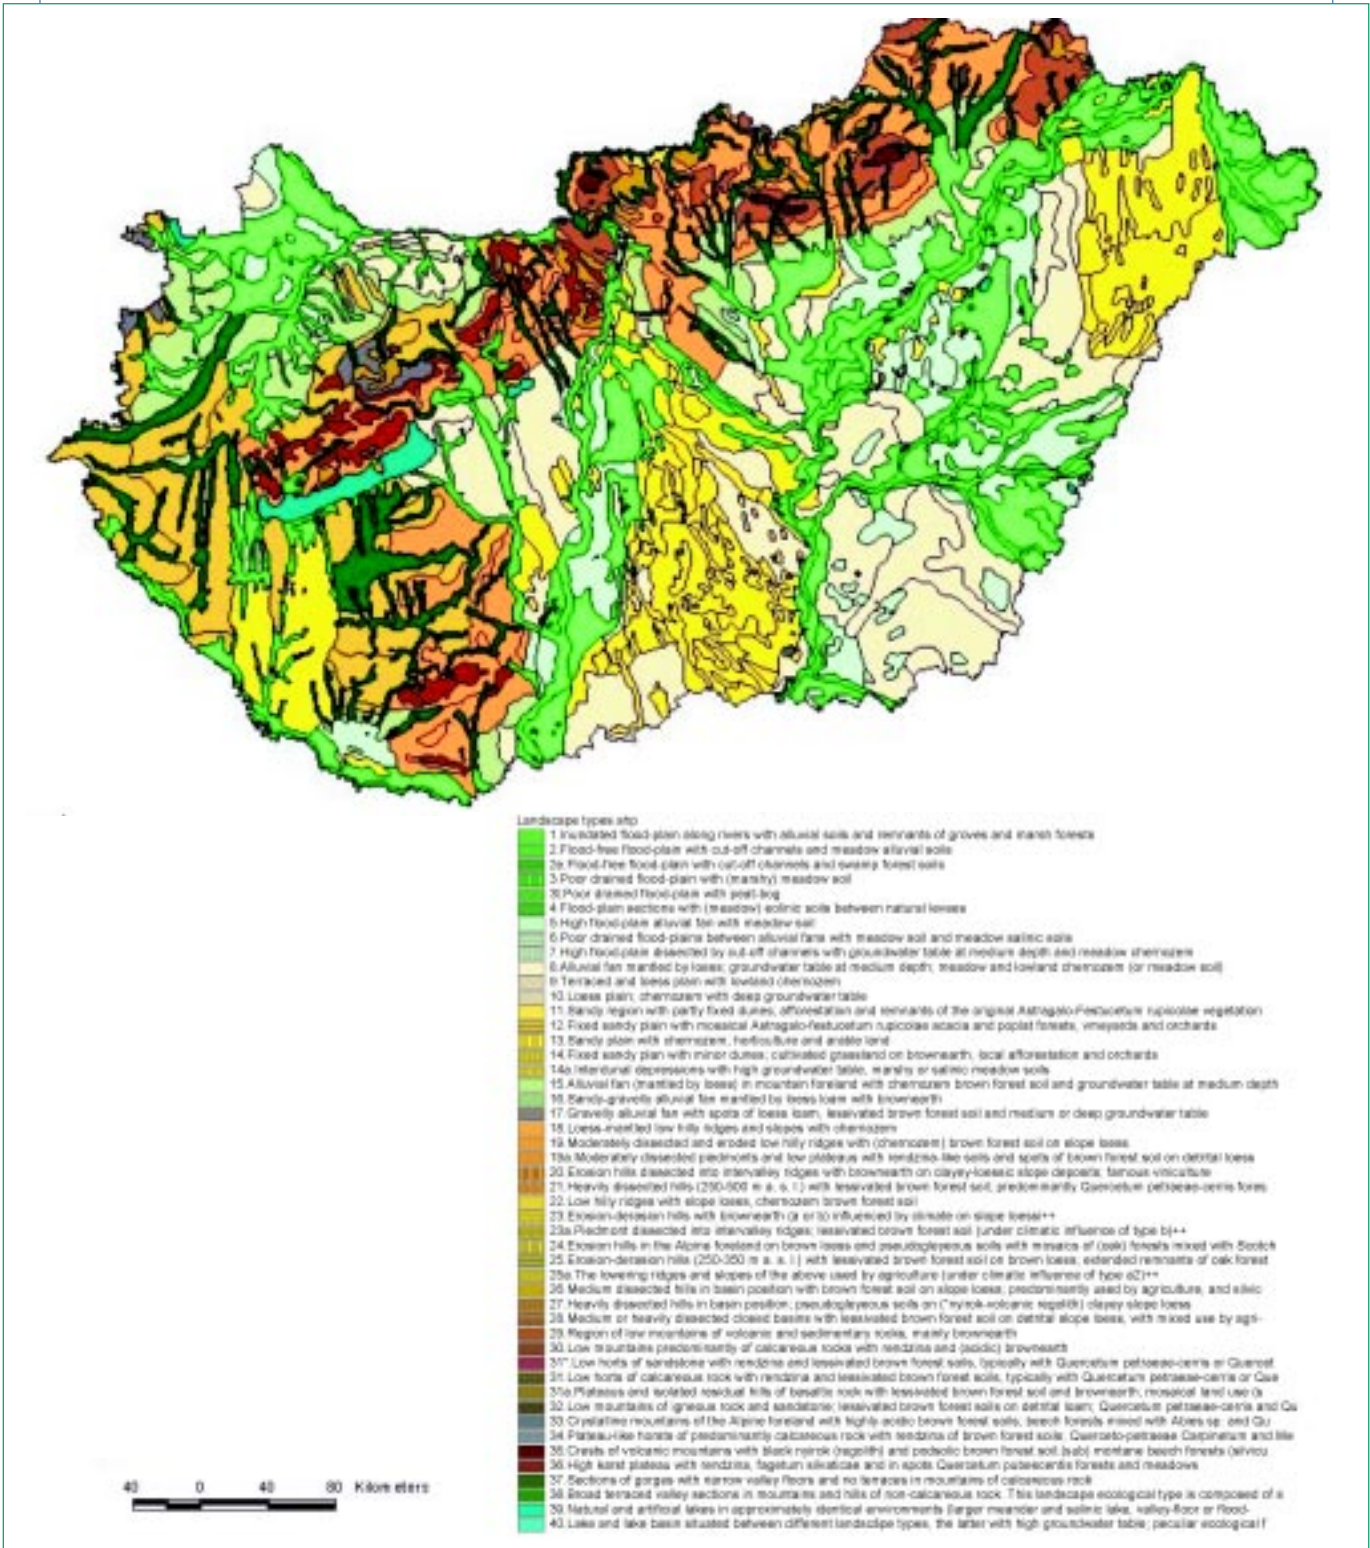 Landscape types.shp
1.Inundated flood-plain along rivers with alluvial soils and remnants of groves and marsh forests
2.Flood-free flood-plain with cut-off channels and meadow alluvial soils
2a.Flood-free flood-plain with cut-off channels and swamp forest soils
3.Poor drained flood-plain with (marshy) meadow soil
Poor drained flood-plain with peat-bog
4.Flood-plain sections with (meadow) solinic soils between natural levees
5.High flood-plain alluvial fan with meadow soil
6.Poor drained flood-plains between alluvial fans with meadow soil and meadow salinic soils
7.High flood-plain dissected by cut-off channels with groundwater table at medium depth and meadow chernozem
8.Alluvial fan mantled by loess; groundwater table at medium depth, meadow and lowland chernozem (or meadow soil)
9.Terraced and loess plain with lowland chernozem
10.Loess plain; chernozem with deep groundwater table
11.Sandy region with partly fixed dunes, afforestation and remnants of the original Astragalo-Festucetum rupicolae vegetation
12.Fixed sandy plain with mosaical Astragalo-festucetum rupicolae acacia and poplat forests, vineyards and orchards
13.Sandy plain with chernozem, horticulture and arable land
14.Fixed sandy plan with minor dunes; cultivated grassland on brownearth, local afforestation and orchards
14a.Interdunal depressions with high groundwater table, marshy or salinic meadow soils
15.Alluvial fan (mantled by loess) in mountain foreland with chernozem brown forest soil and groundwater table at medium depth
16.Sandy-gravelly alluvial fan mantled by loess loam with brownearth
17.Gravelly alluvial fan with spots of loess loam, lessivated brown forest soil and medium or deep groundwater table
18.Loess-mantled low hilly ridges and slopes with chernozem
19.Moderately dissected and eroded low hilly ridges with (chernozem) brown forest soil on slope loess
19a.Moderately dissected piedmonts and low plateaus with rendzina-like soils and spots of brown forest soil on detrital loess
20.Erosion hills dissected into intervalley ridges with brownearth on clayey-loessic slope deposits; famous viniculture
21.Heavily dissected hills (250-500 m a. s. l.) with lessivated brown forest soil, predominantly Quercetum petraeae-cerris fores
22.Low hilly ridges with slope loess, chernozem brown forest soil
23.Erosion-derasion hills with brownearth (a or b) influenced by climate on slope loess++
23a.Piedmont dissected into intervalley ridges; lessivated brown forest soil (under climatic influence of type b)++
24.Erosion hills in the Alpine foreland on brown loess and pseudogleyeous soils with mosaics of (oak) forests mixed with Scotch
25.Erosion-derasion hills (250-350 m a. s. l.) with lessivated brown forest soil on brown loess; extended remnants of oak forest
25a.The lowering ridges and slopes of the above used by agriculture (under climatic influence of type a2)++
26.Medium dissected hills in basin position with brown forest soil on slope loess; predominantly used by agriculture, and silvic
27.Heavily dissected hills in basin position; pseudogleyeous soils on ("nyirok-volcanic regolith) clayey slope loess
28.Medium or heavily dissected closed basins with lessivated brown forest soil on detrital slope loess, with mixed use by agri-
29.Region of low mountains of volcanic and sedimentary rocks, mainly brownearth
30.Low mountains predominantly of calcareous rocks with rendzina and (acidic) brownearth
31*.Low horts of sandstone with rendzina and lessivated brown forest soils, typically with Quercetum petraeae-cerris or Quercet
31.Low horts of calcareous rock with rendzina and lessivated brown forest soils, typically with Quercetum petraeae-cerris or Que
31a.Plateaus and isolated residual hills of basaltic rock with lessivated brown forest soil and brownearth; mosaical land use (s
32.Low mountains of igneous rock and sandstone; lessivated brown forest soils on detrital loam; Quercetum petraeae-cerris and Qu
33.Crystalline mountains of the Alpine foreland with highly acidic brown forest soils, beech forests mixed with Abies sp. and Qu
34.Plateau-like horsts of predominantly calcareous rock with rendzina of brown forest soils; Querceto-petraeae Carpinetum and Me
35.Crests of volcanic mountains with black nyirok (regolith) and podsolic brown forest soil (sub) montane beech forests (silvicu
36.High karst plateau with rendzina, fagetum silvaticae and in spots Quercetum pubescentis forests and meadows
37.Sections of gorges with narrow valley floors and no terraces in mountains of calcareous rock
38.Broad terraced valley sections in mountains and hills of non-calcareous rock. This landscape ecological type is composed of s
39.Natural and artificial lakes in approximately identical environments (larger meander and salinic lake, valley-floor or flood-
40.Lake and lake basin situated between different landscape types, the latter with high groundwater table; peculiar ecological f
40 0 40 80 Kilometers